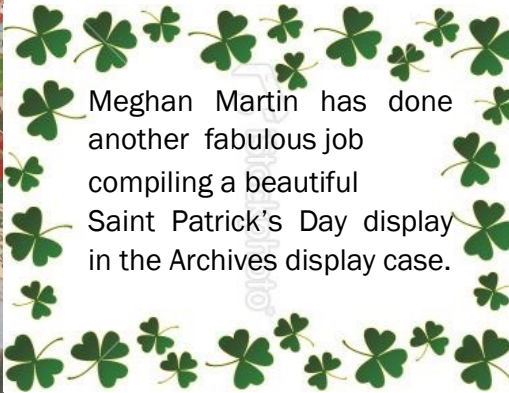 Meghan Martin has done
another fabulous job
compiling a beautiful
Saint Patrick’s Day display
in the Archives display case.